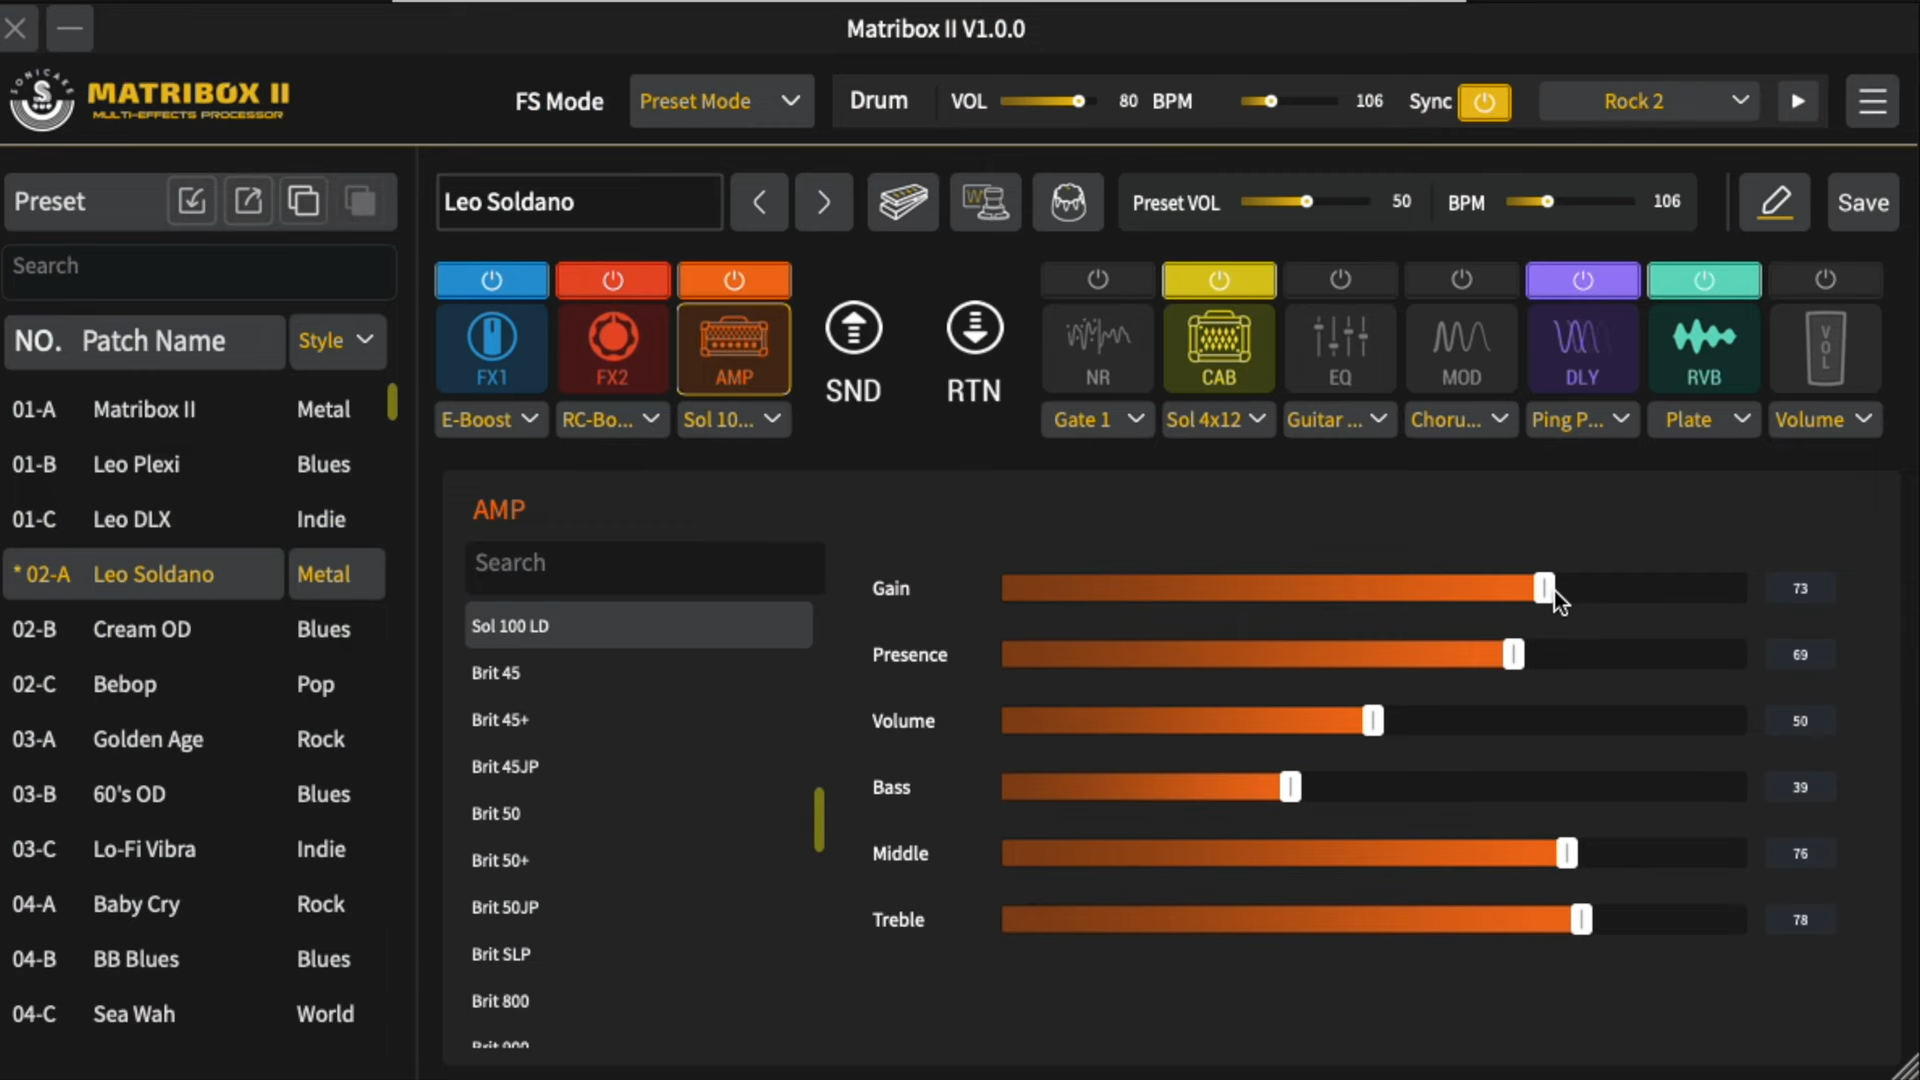 Matribox II V1.0.0
SONICAKE
S
MATRIBOX II
MULTI-EFFECTS PROCESSOR
FS Mode
Preset Mode
Drum
VOL
80
BPM
106
Sync
Rock 2
Preset
Leo Soldano
W
Preset VOL
50
BPM
106
Save
Search
NO. Patch Name
Style
01-A Matribox II Metal
01-B Leo Plexi Blues
01-C Leo DLX Indie
* 02-A Leo Soldano Metal
02-B Cream OD Blues
02-C Bebop Pop
03-A Golden Age Rock
03-B 60's OD Blues
03-C Lo-Fi Vibra Indie
04-A Baby Cry Rock
04-B BB Blues Blues
04-C Sea Wah World
FX1 FX2 AMP SND RTN NR CAB EQ MOD DLY RVB VOL
E-Boost RC-Bo... Sol 10... Gate 1 Sol 4x12 Guitar ... Choru... Ping P... Plate Volume
AMP
Search
Sol 100 LD
Brit 45
Brit 45+
Brit 45JP
Brit 50
Brit 50+
Brit 50JP
Brit SLP
Brit 800
Brit 900
Gain 73
Presence 69
Volume 50
Bass 39
Middle 76
Treble 78